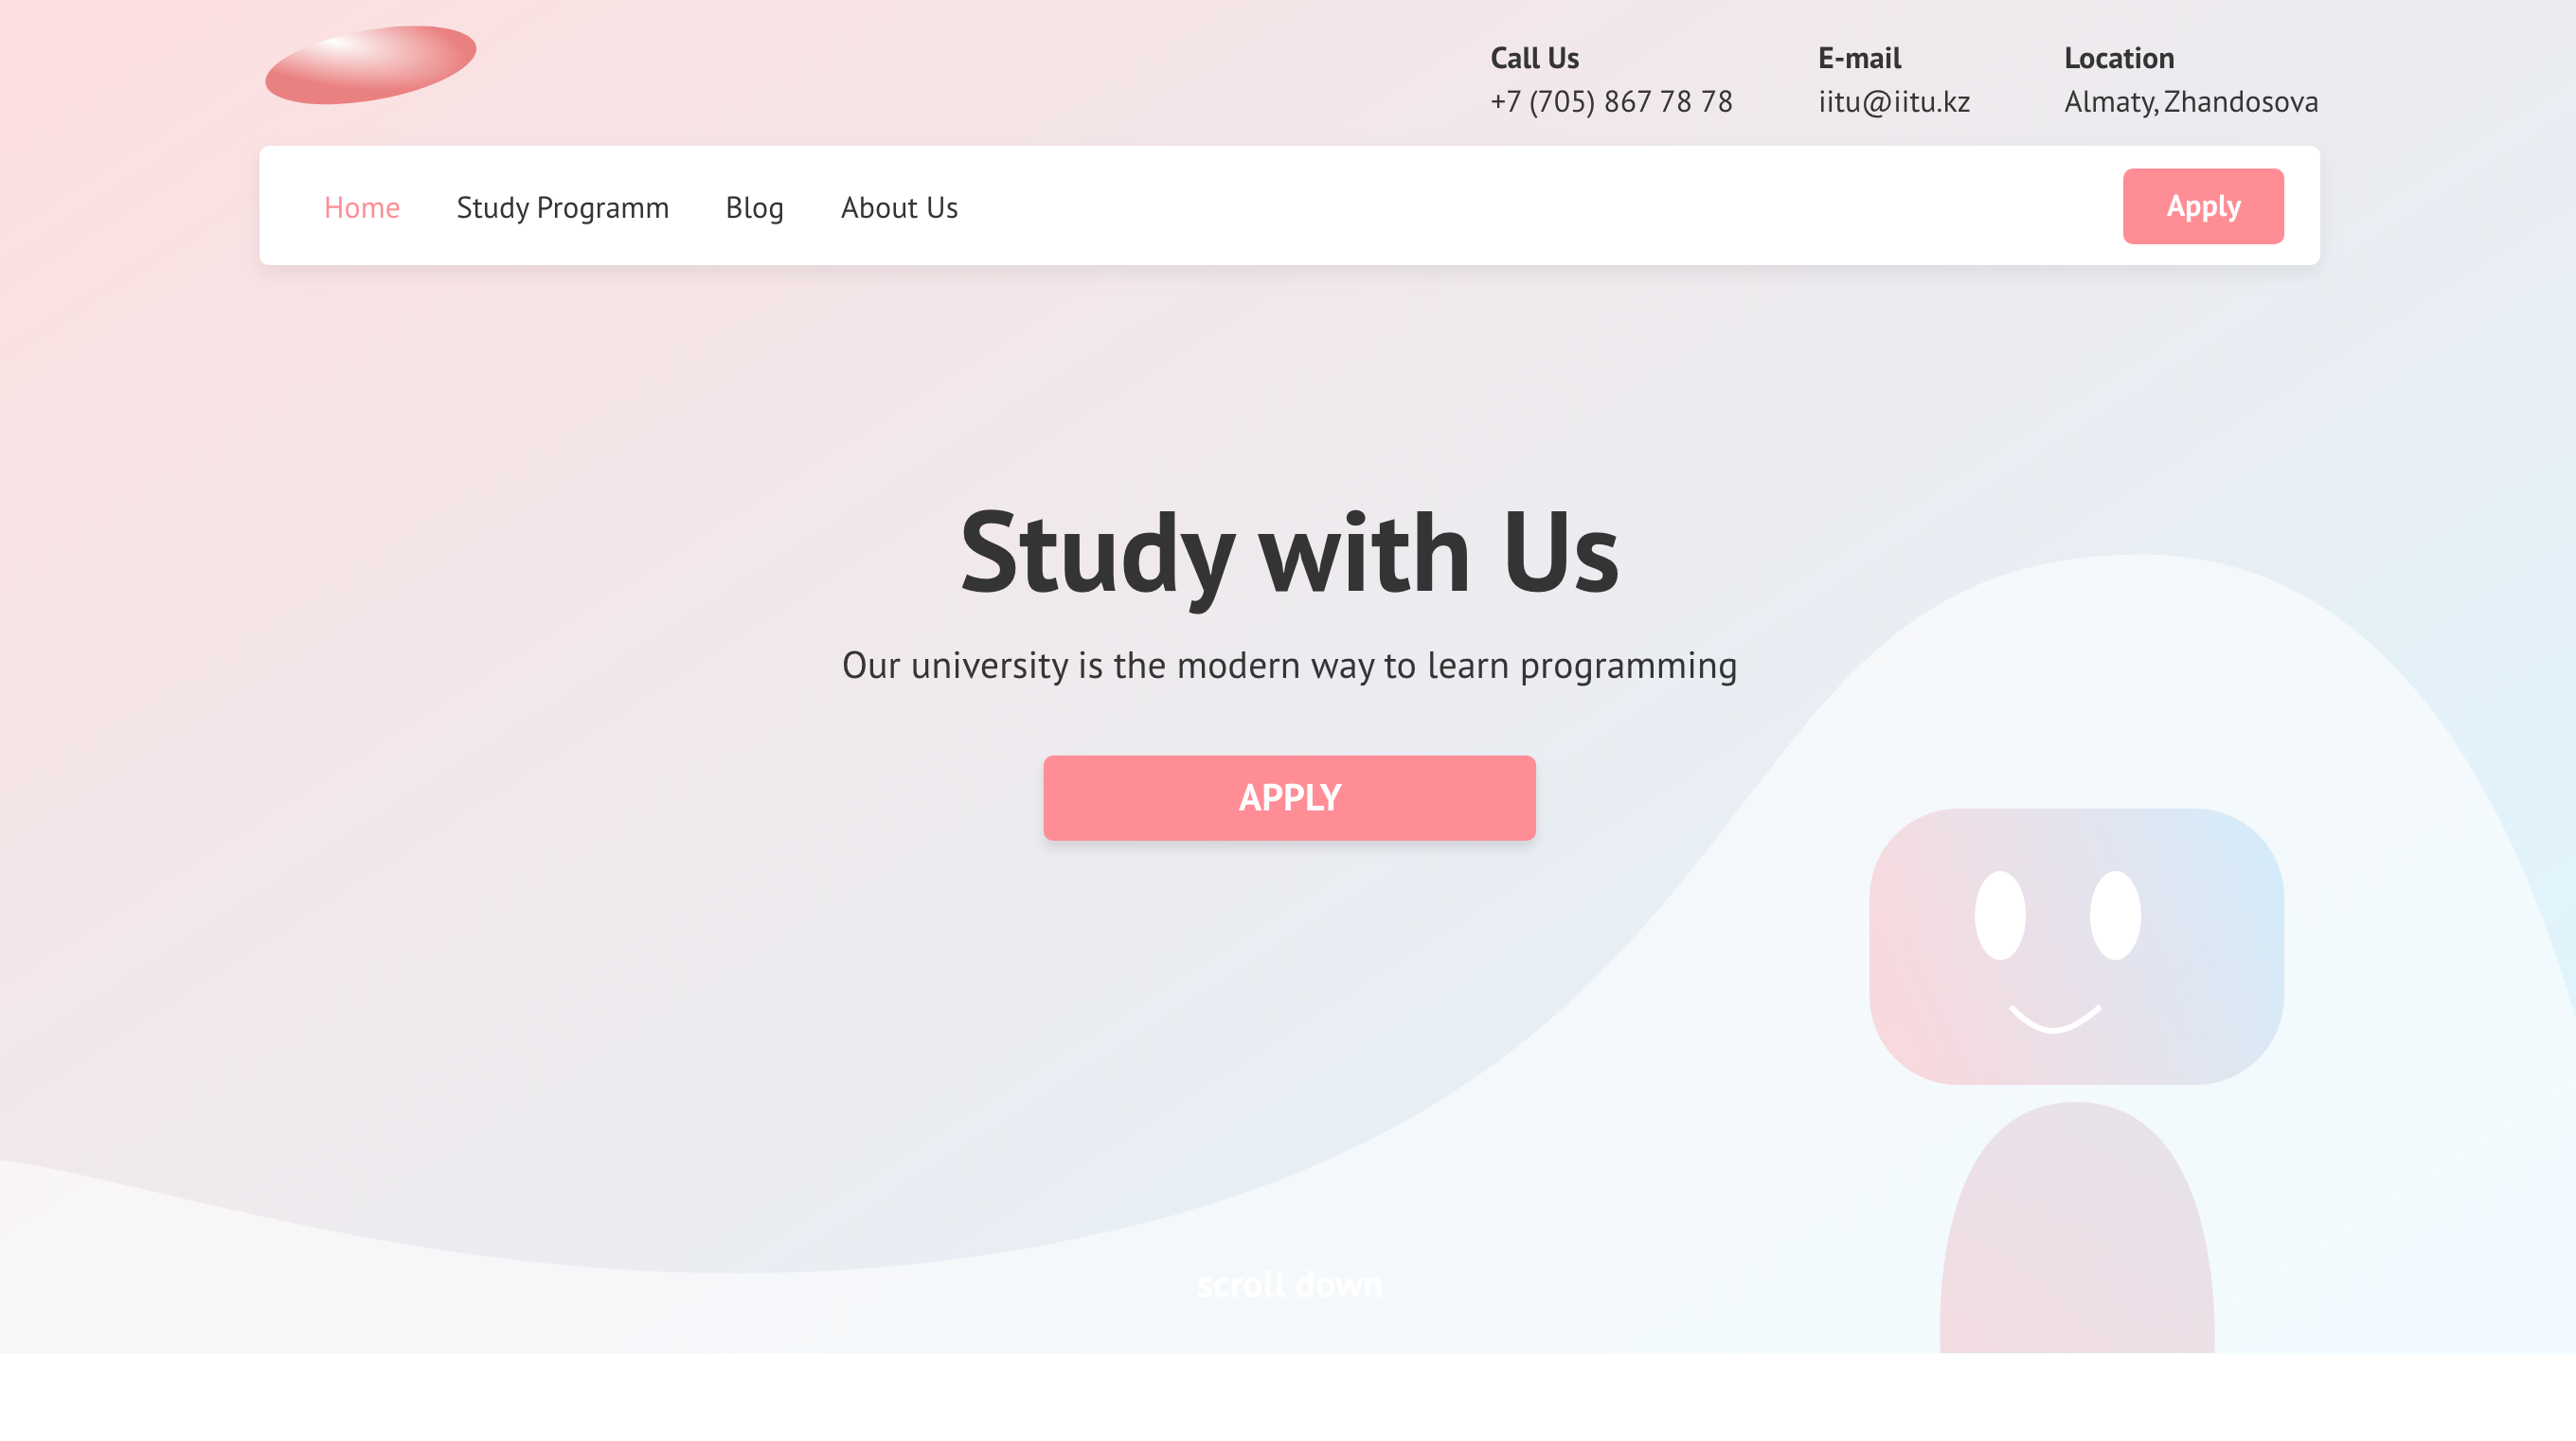 Call Us
+7 (705) 867 78 78
E-mail
iitu@iitu.kz
Location
Almaty, Zhandosova
Home
Study Programm
Blog
About Us
Apply
Study with Us
Our university is the modern way to learn programming
APPLY
scroll down